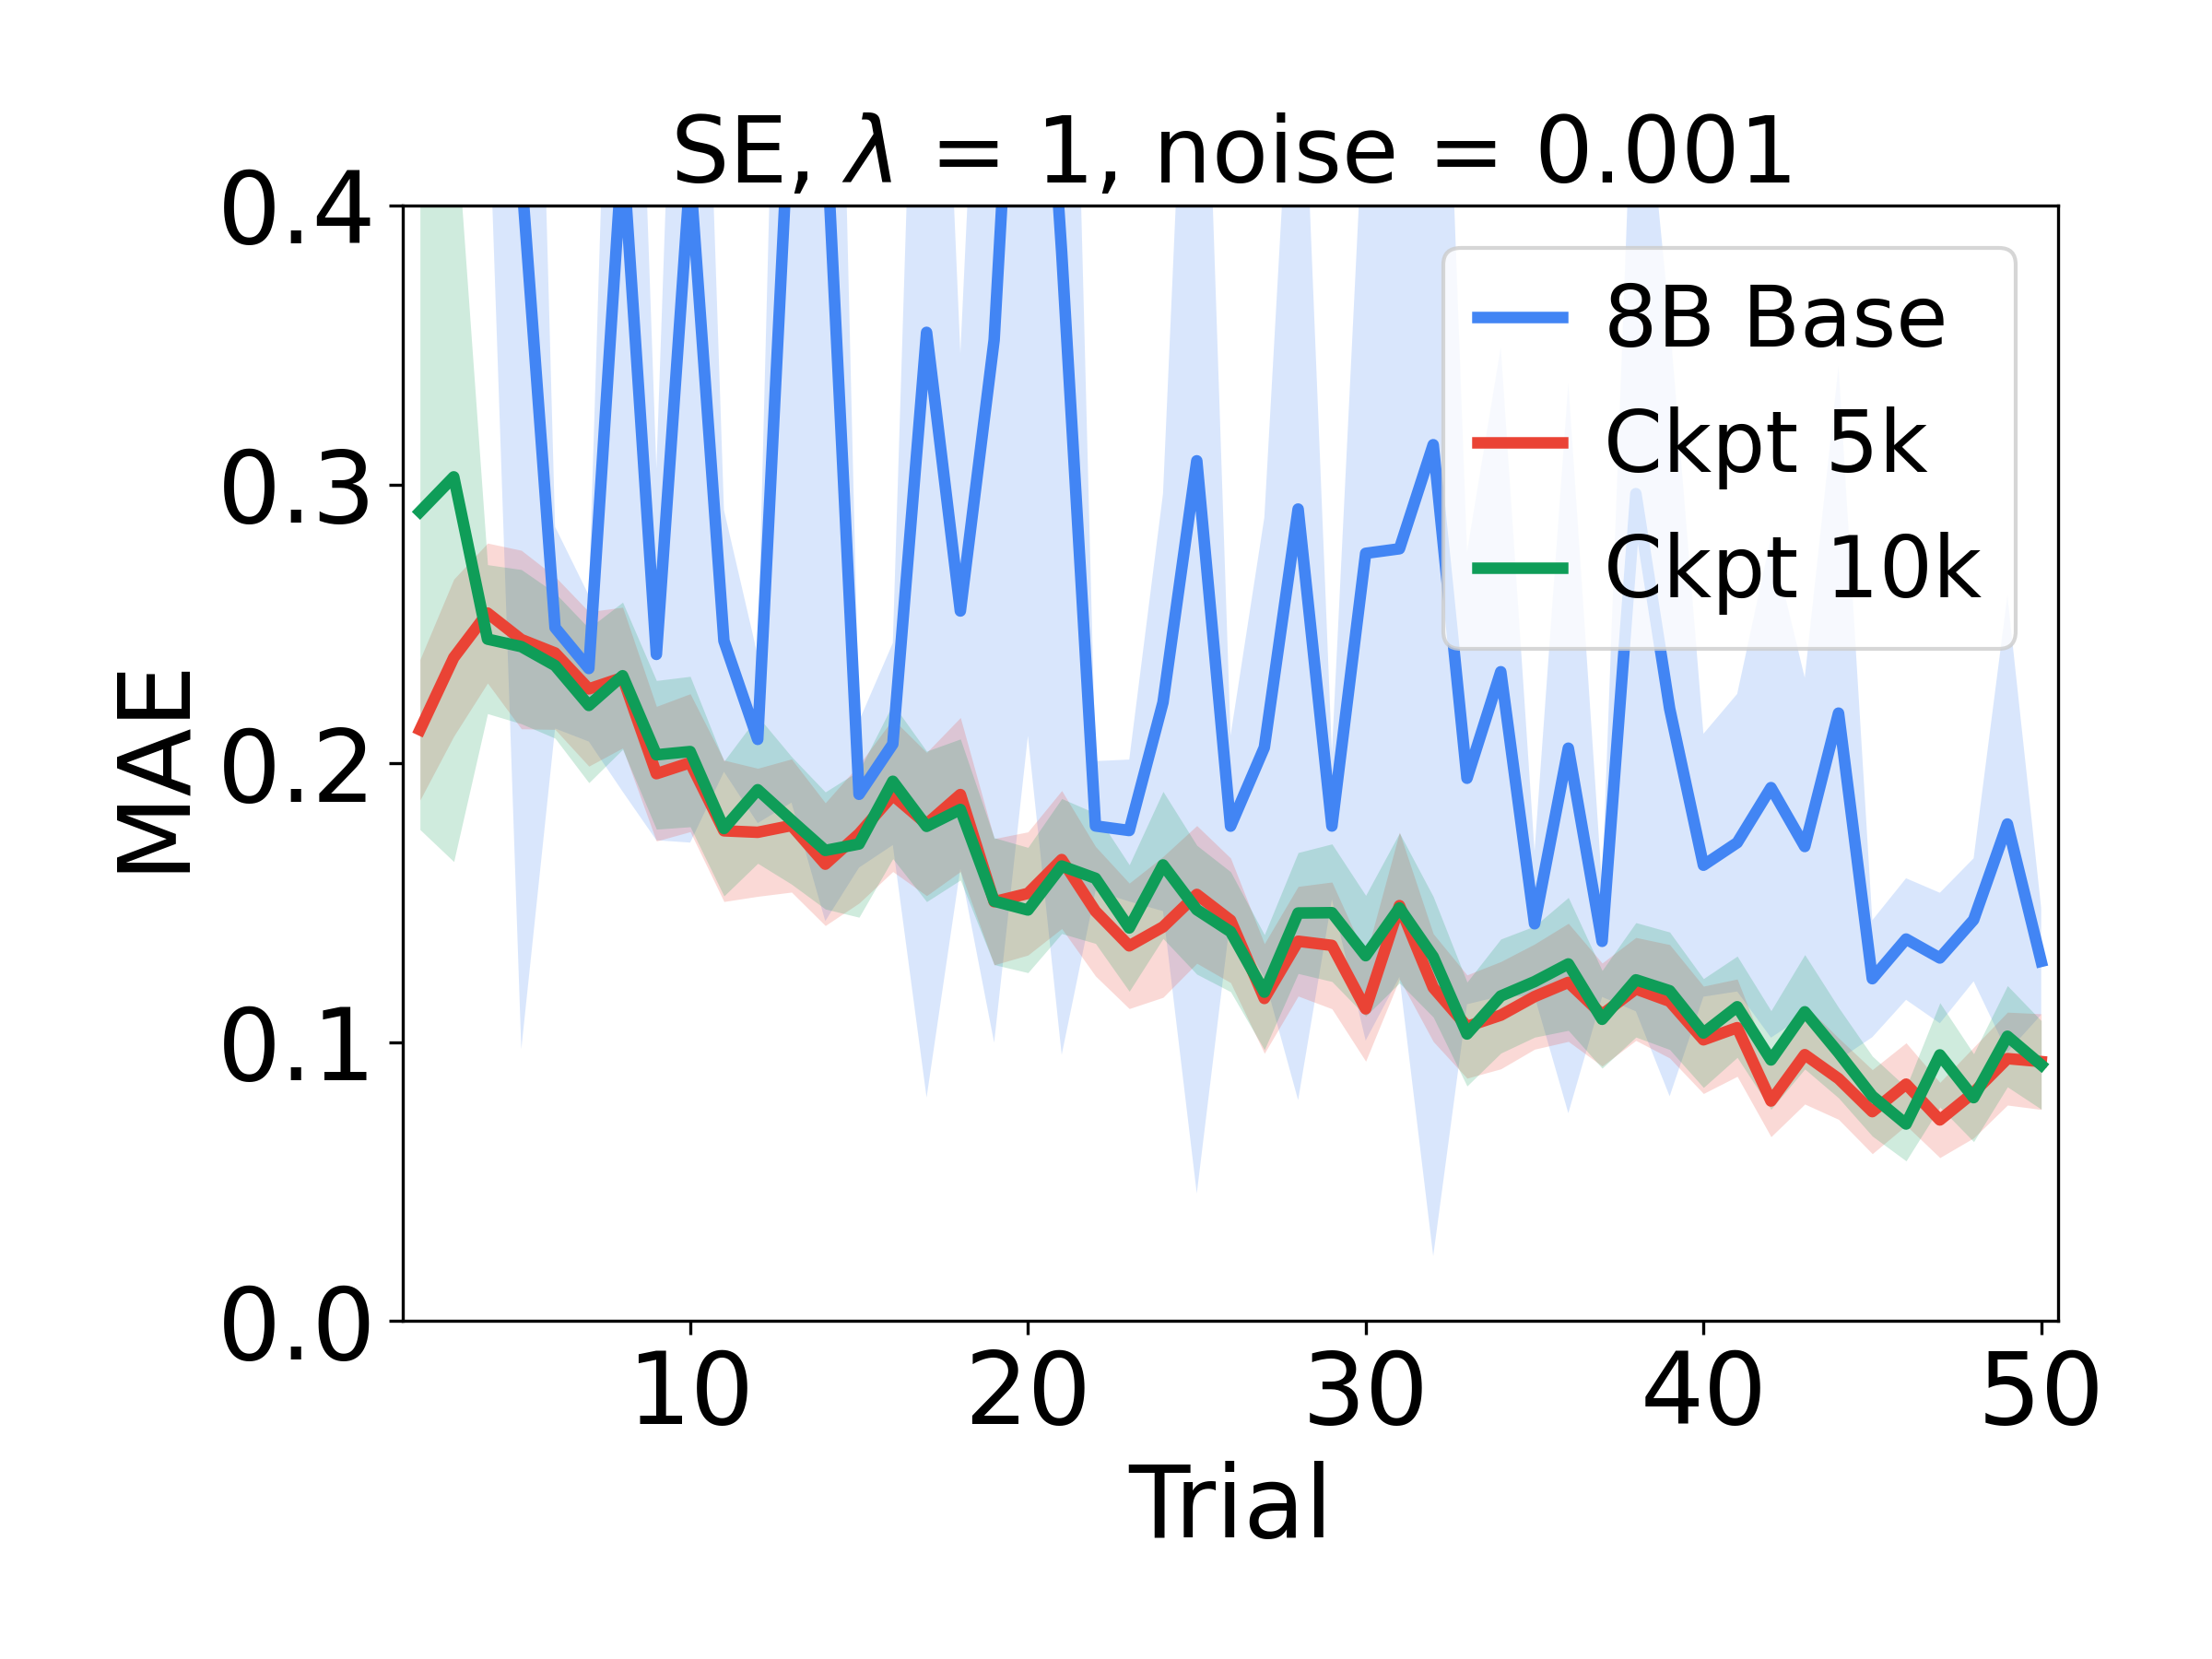 SE, λ = 1, noise = 0.001
0.4
0.3
0.2
0.1
0.0
MAE
8B Base
Ckpt 5k
Ckpt 10k
10 20 30 40 50
Trial